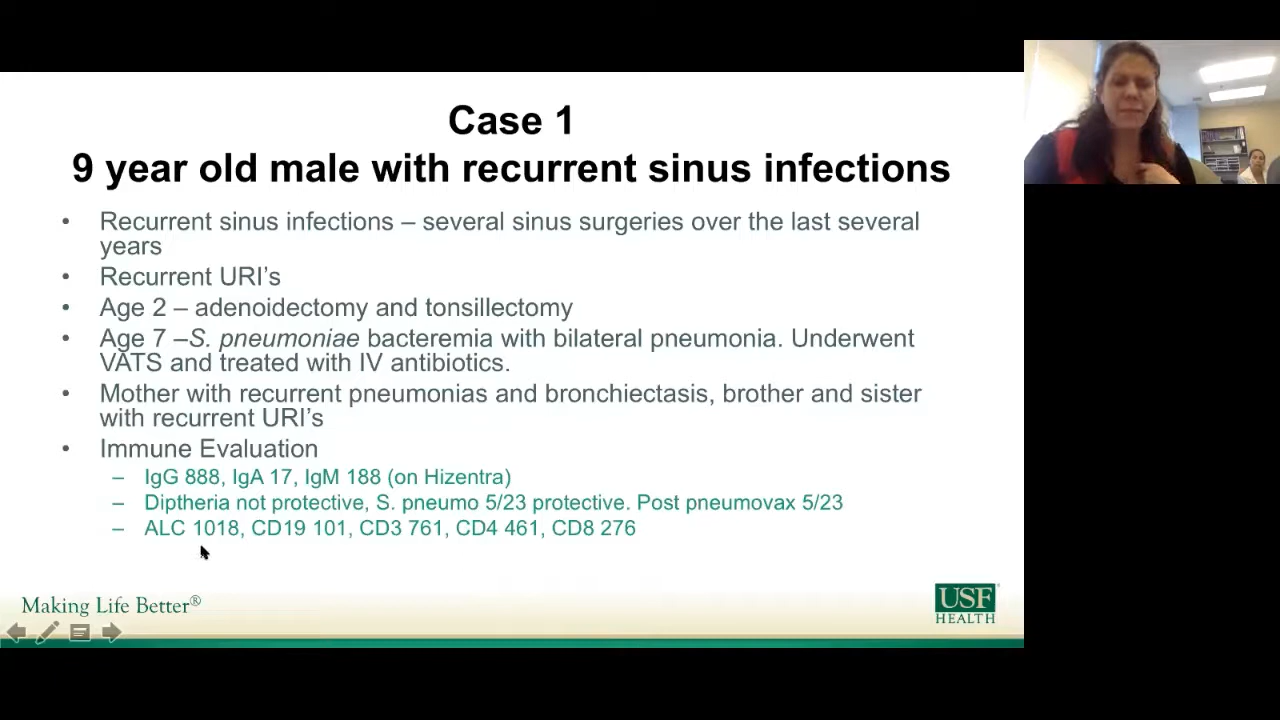 Case 1
9 year old male with recurrent sinus infections
• Recurrent sinus infections – several sinus surgeries over the last several
years
• Recurrent URI’s
• Age 2 – adenoidectomy and tonsillectomy
• Age 7 –S. pneumoniae bacteremia with bilateral pneumonia. Underwent
VATS and treated with IV antibiotics.
• Mother with recurrent pneumonias and bronchiectasis, brother and sister
with recurrent URI’s
• Immune Evaluation
– IgG 888, IgA 17, IgM 188 (on Hizentra)
– Diptheria not protective, S. pneumo 5/23 protective. Post pneumovax 5/23
– ALC 1018, CD19 101, CD3 761, CD4 461, CD8 276
Making Life Better®
USF
HEALTH